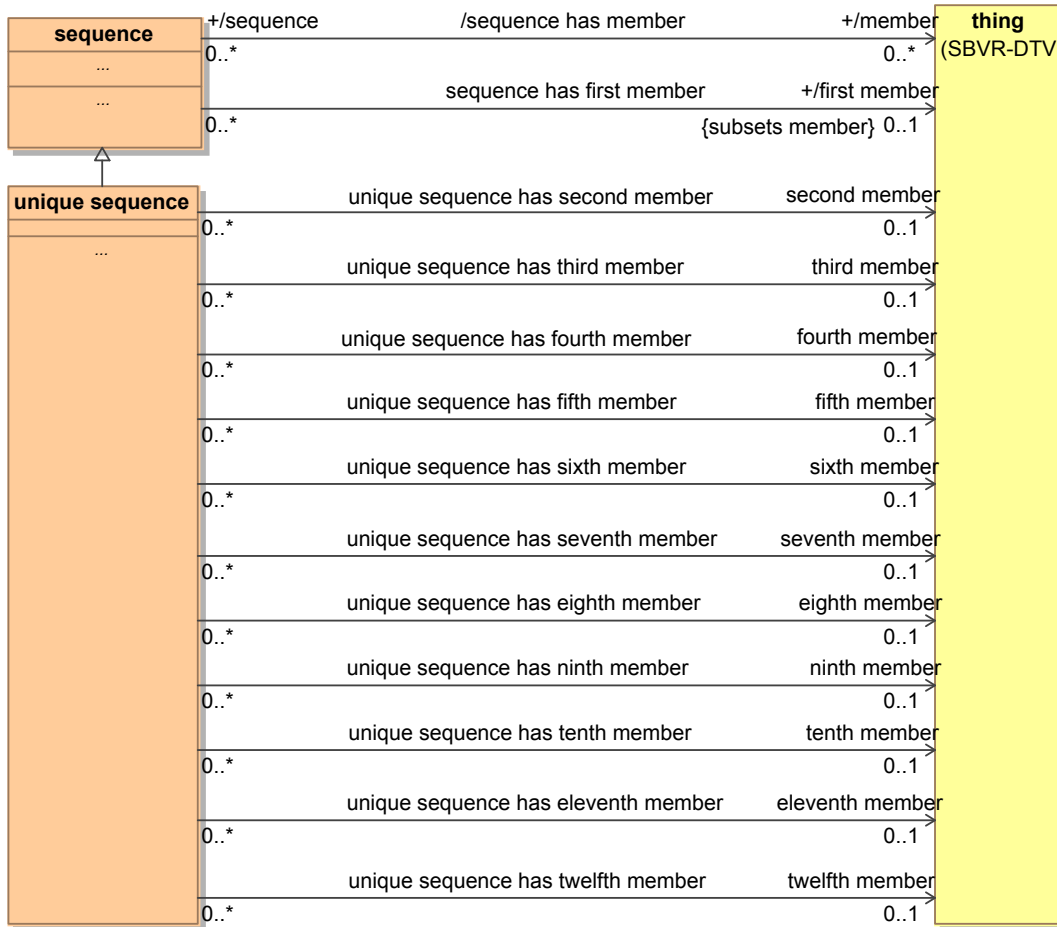 +/sequence /sequence has member +/member
sequence
thing
0..* 0..*
(SBVR-DTV
...
...
sequence has first member +/first member
0..* {subsets member} 0..1
unique sequence
unique sequence has second member second member
0..* 0..1
...
unique sequence has third member third member
0..* 0..1
unique sequence has fourth member fourth member
0..* 0..1
unique sequence has fifth member fifth member
0..* 0..1
unique sequence has sixth member sixth member
0..* 0..1
unique sequence has seventh member seventh member
0..* 0..1
unique sequence has eighth member eighth member
0..* 0..1
unique sequence has ninth member ninth member
0..* 0..1
unique sequence has tenth member tenth member
0..* 0..1
unique sequence has eleventh member eleventh member
0..* 0..1
unique sequence has twelfth member twelfth member
0..* 0..1